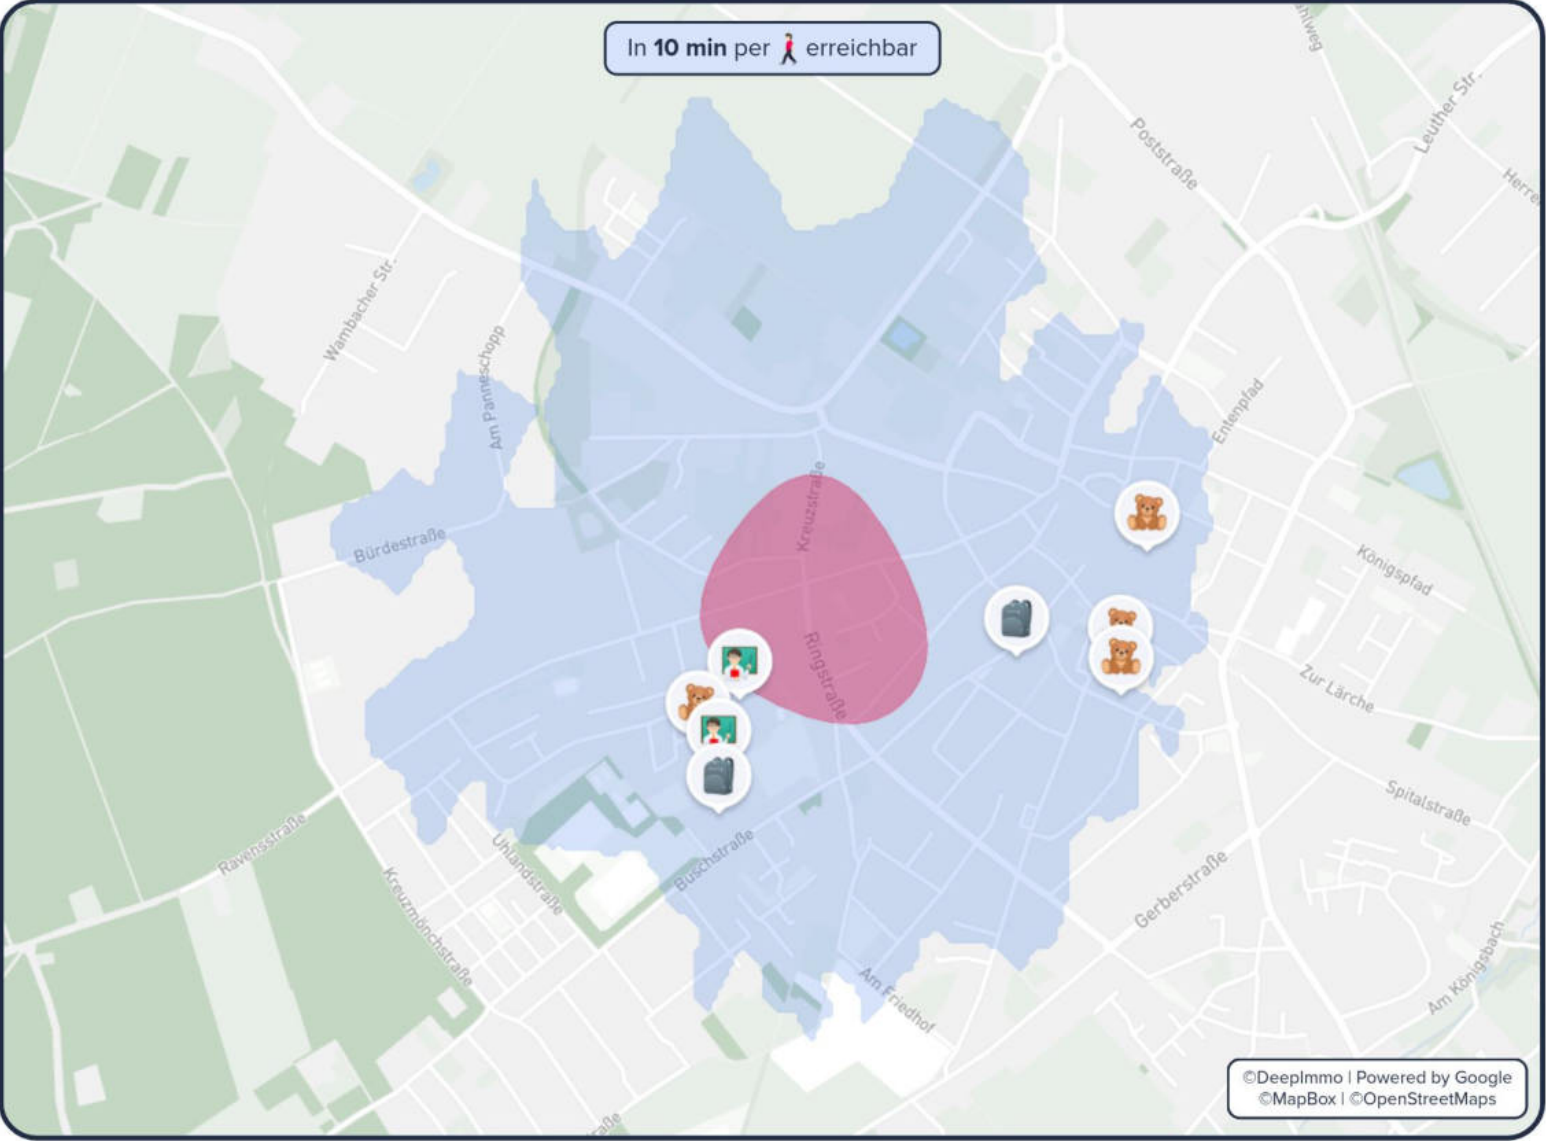 In 10 min per erreichbar
Poststraße
Leuther Str.
Wambacher Str.
Am Panneschopp
Entenpfad
Kreuzstraße
Bürdestraße
Königspfad
Ringstraße
Zur Lärche
Spitalstraße
Ravensstraße
Uhlandstraße
Buschstraße
Gerberstraße
Kreuzmönchstraße
Am Friedhof
Am Königsbach
©DeepImmo | Powered by Google
©MapBox | ©OpenStreetMaps